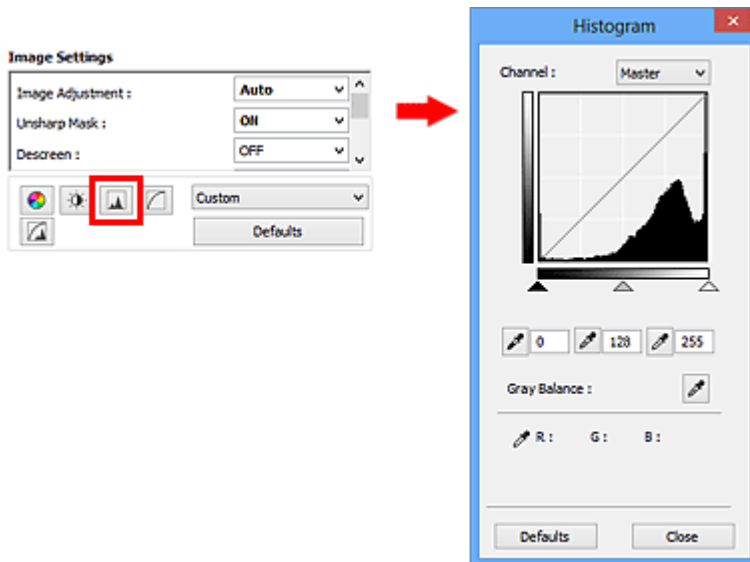 Image Settings
Image Adjustment : Auto
Unsharp Mask : ON
Descreen : OFF
Custom
Defaults
Histogram
Channel : Master
0 128 255
Gray Balance :
R : G : B :
Defaults Close